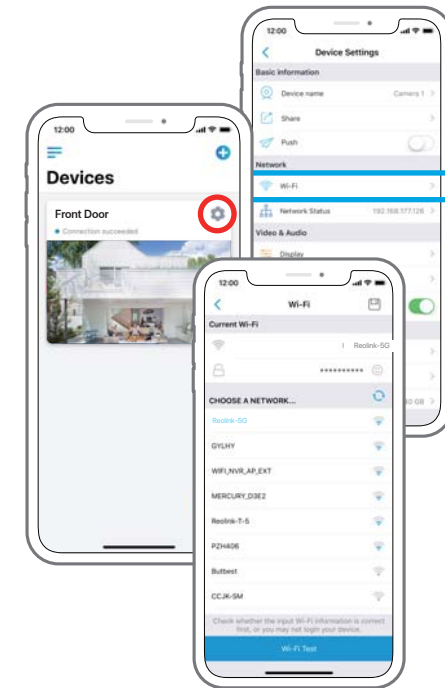 12:00
Devices
Front Door
Connection succeeded
12:00
Device Settings
Basic information
Device name Camera 1
Share
Push
Network
Wi-Fi
Network Status 192.168.177.126
Video & Audio
Display
12:00
Wi-Fi
Current Wi-Fi
Reolink-5G
••••••••••
CHOOSE A NETWORK...
Reolink-5G
GYLHY
WIFI_NVR_AP_EXT
MERCURY_D3E2
Reolink-T-5
PZH406
Butbest
CCJK-SM
Check whether the input Wi-Fi information is correct
first, or you may not login your device.
Wi-Fi Test